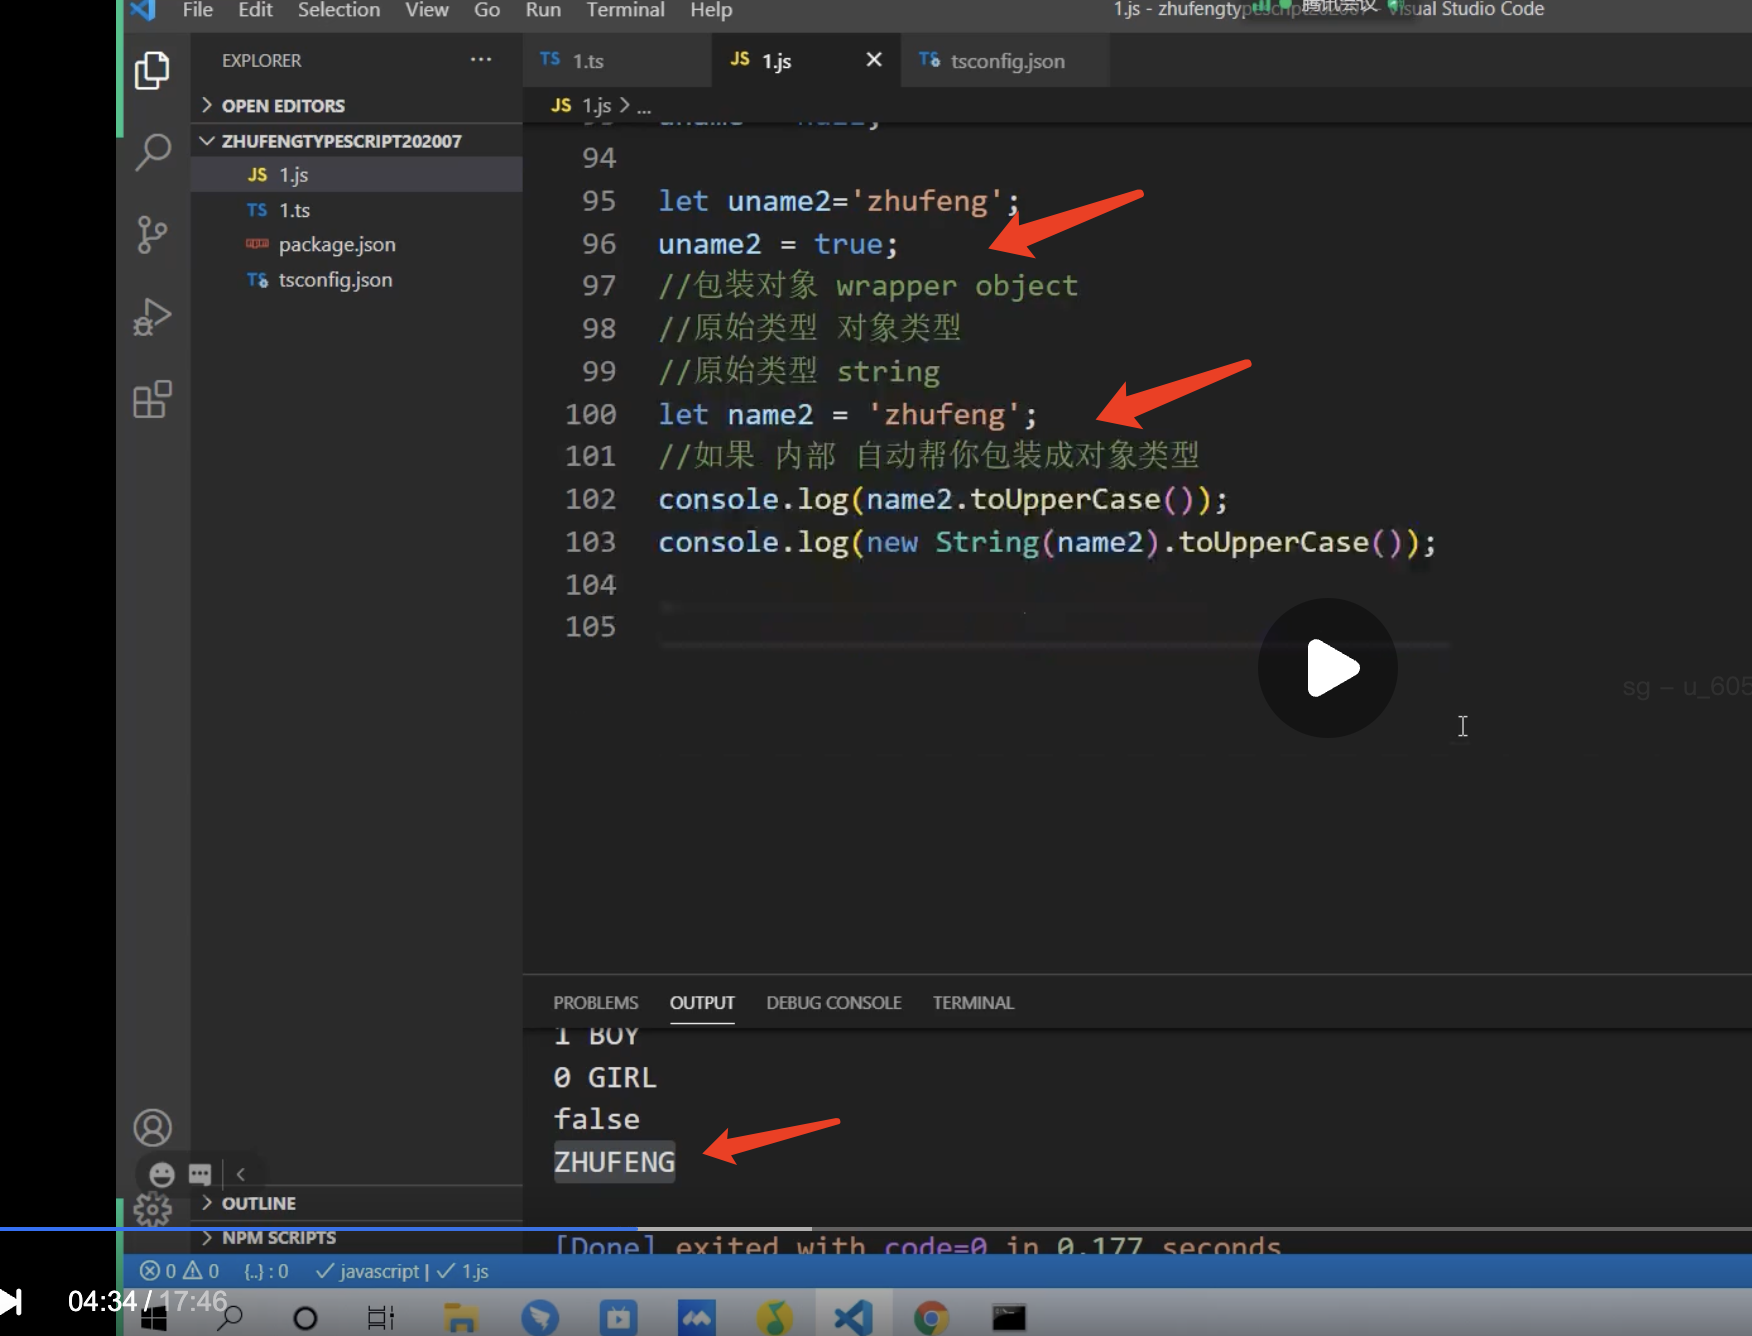 File Edit Selection View Go Run Terminal Help
1.js - zhufengtypescript202007 - Visual Studio Code
腾讯会议
EXPLORER ...
TS 1.ts
JS 1.js ×
TS tsconfig.json
OPEN EDITORS
JS 1.js > ...
ZHUFENGTYPESCRIPT202007
JS 1.js
TS 1.ts
package.json
TS tsconfig.json
94
95 let uname2='zhufeng';
96 uname2 = true;
97 //包装对象 wrapper object
98 //原始类型 对象类型
99 //原始类型 string
100 let name2 = 'zhufeng';
101 //如果 内部 自动帮你包装成对象类型
102 console.log(name2.toUpperCase());
103 console.log(new String(name2).toUpperCase());
104
105
sg – u_605
PROBLEMS OUTPUT DEBUG CONSOLE TERMINAL
1 BOY
0 GIRL
false
ZHUFENG
[Done] exited with code=0 in 0.177 seconds
OUTLINE
NPM SCRIPTS
0 0 {..} : 0 javascript | 1.js
04:34 / 17:46